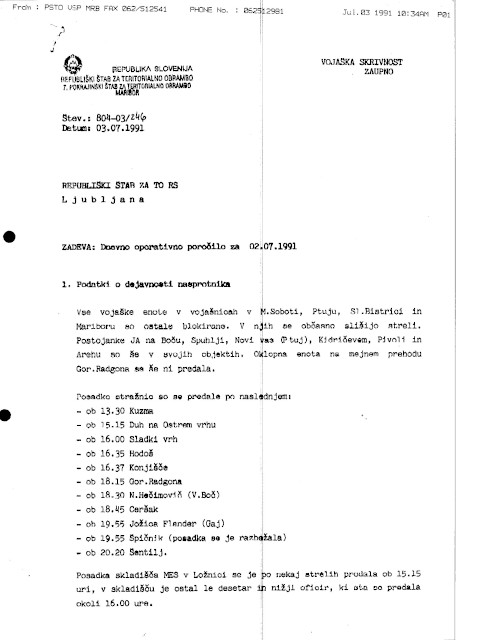 From : PSTO USP MRB FAX 062/512541 PHONE No. : 062512981 Jul.03 1991 10:34AM P01
VOJAŠKA SKRIVNOST
ZAUPNO
REPUBLIKA SLOVENIJA
REPUBLIŠKI ŠTAB ZA TERITORIALNO OBRAMBO
7. POKRAJINSKI ŠTAB ZA TERITORIALNO OBRAMBO
MARIBOR
Štev.: 804-03/246
Datum: 03.07.1991
REPUBLIŠKI ŠTAB ZA TO RS
L j u b l j a n a
ZADEVA: Dnevno operativno poročilo za 02.07.1991
1. Podatki o dejavnosti nasprotnika
Vse vojaške enote v vojašnicah v M.Soboti, Ptuju, Sl.Bistrici in
Mariboru so ostale blokirane. V njih se občasno slišijo streli.
Postojanke JA na Boču, Spuhlji, Novi vas (Ptuj), Kidričevem, Pivoli in
Arehu so še v svojih objektih. Oklopna enota na mejnem prehodu
Gor.Radgona se še ni predala.
Posadke stražnic so se predale po naslednjem:
- ob 13.30 Kuzma
- ob 15.15 Duh na Ostrem vrhu
- ob 16.00 Sladki vrh
- ob 16.35 Hodoš
- ob 16.37 Konjišče
- ob 18.15 Gor.Radgona
- ob 18.30 N.Hečimovič (V.Boč)
- ob 18.45 Ceršak
- ob 19.55 Jožica Flander (Gaj)
- ob 19.55 Špičnik (posadka se je razbežala)
- ob 20.20 Šentilj.
Posadka skladišča MES v Ložnici se je po nekaj strelih predala ob 15.15
uri, v skladišču je ostal le desetar in nižji oficir, ki sta se predala
okoli 16.00 ure.